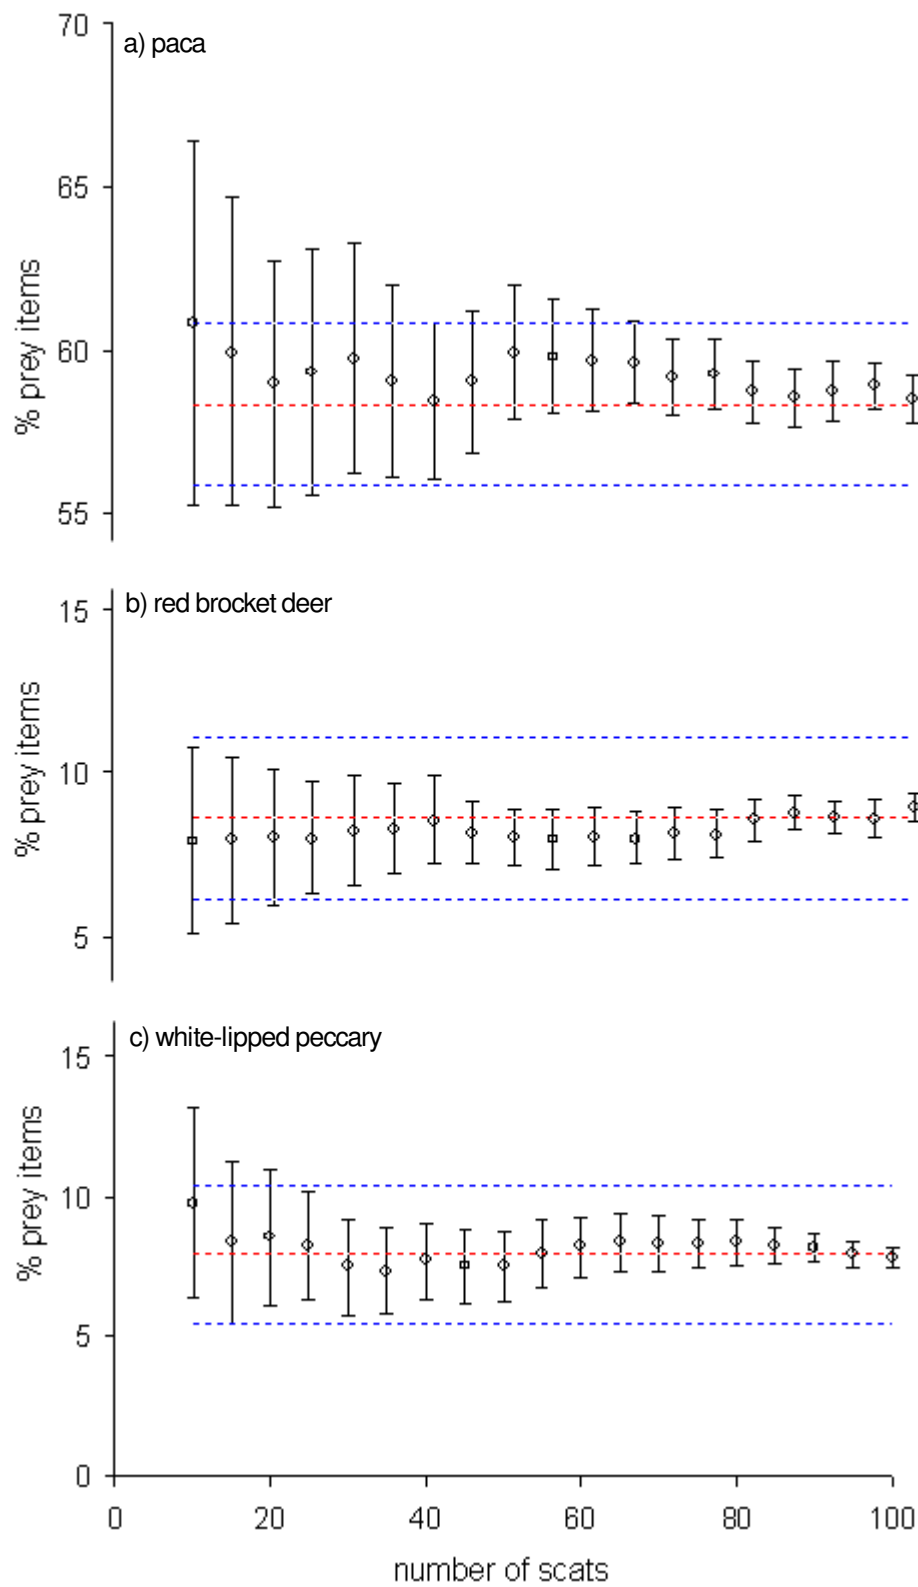 70
a) paca
65
60
55
% prey items
15
b) red brocket deer
10
5
% prey items
15
c) white-lipped peccary
10
5
0
% prey items
0 20 40 60 80 100
number of scats